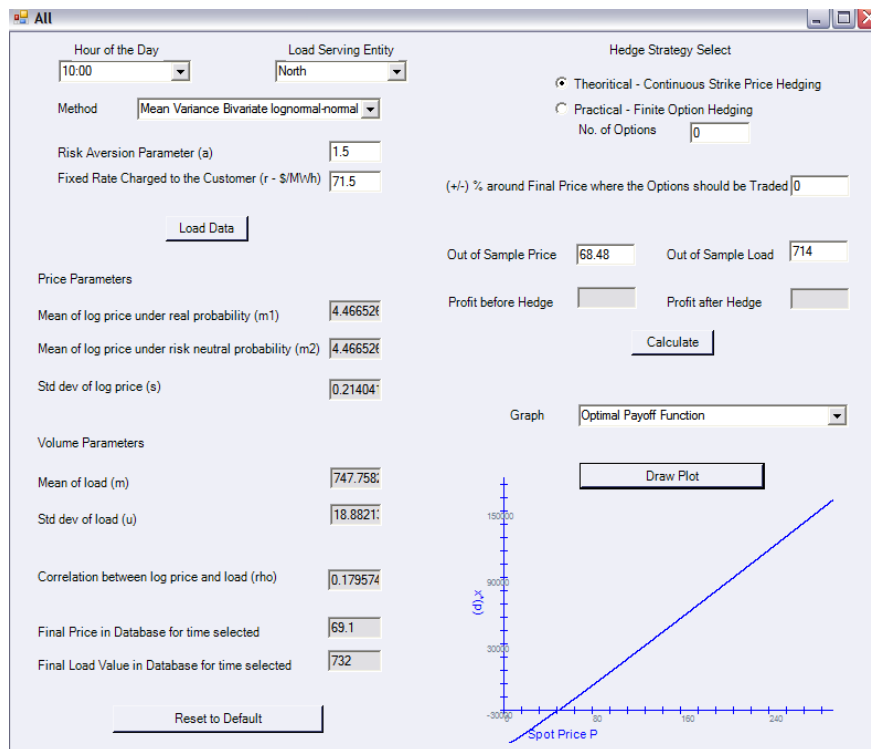 All
Hour of the Day
Load Serving Entity
10:00
North
Method
Mean Variance Bivariate lognormal-normal
Risk Aversion Parameter (a)
1.5
Fixed Rate Charged to the Customer (r - $/MWh)
71.5
Load Data
Price Parameters
Mean of log price under real probability (m1)
4.466526
Mean of log price under risk neutral probability (m2)
4.466526
Std dev of log price (s)
0.21404
Volume Parameters
Mean of load (m)
747.758
Std dev of load (u)
18.8821
Correlation between log price and load (rho)
0.179574
Final Price in Database for time selected
69.1
Final Load Value in Database for time selected
732
Reset to Default
Hedge Strategy Select
Theoritical - Continuous Strike Price Hedging
Practical - Finite Option Hedging
No. of Options
0
(+/-) % around Final Price where the Options should be Traded
0
Out of Sample Price
68.48
Out of Sample Load
714
Profit before Hedge
Profit after Hedge
Calculate
Graph
Optimal Payoff Function
Draw Plot
150000
90000
30000
-30000
x*(p)
0
80
160
240
Spot Price P